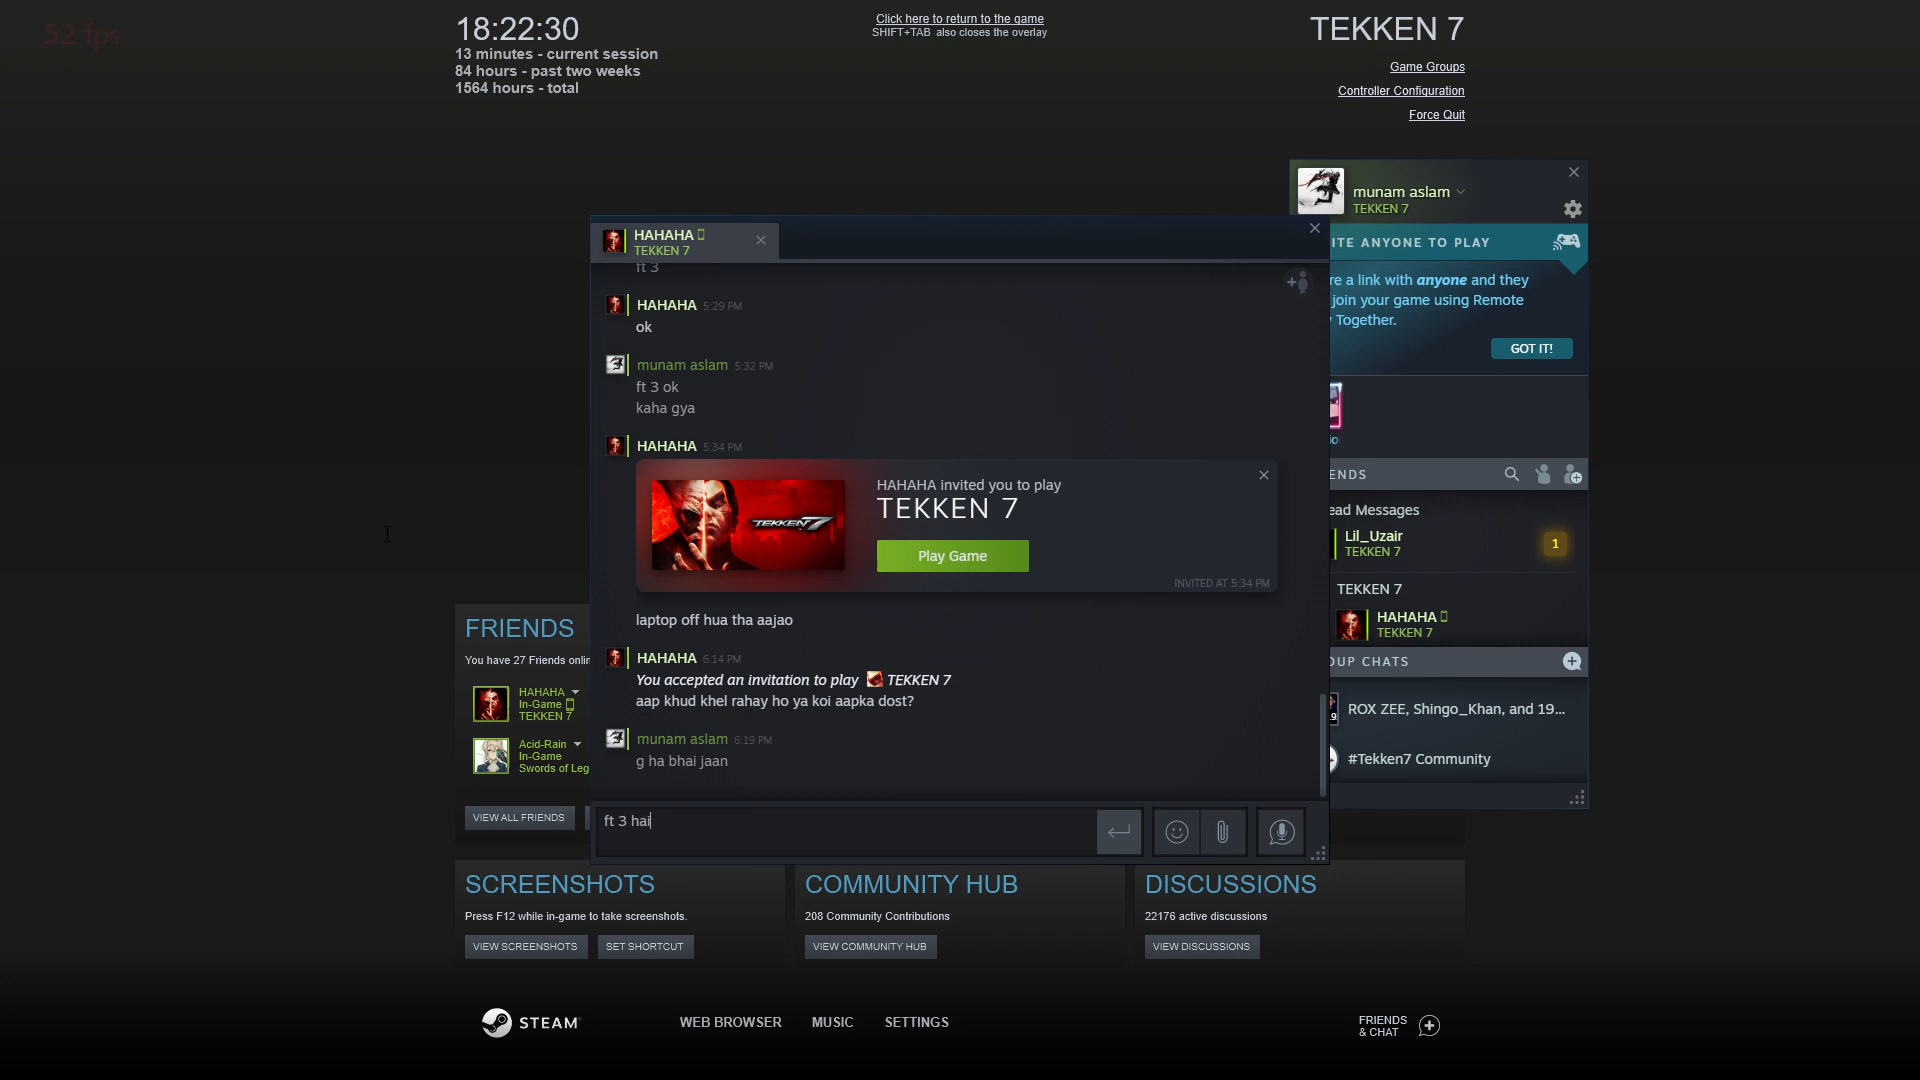 52 fps
18:22:30
13 minutes - current session
84 hours - past two weeks
1564 hours - total
Click here to return to the game
SHIFT+TAB also closes the overlay
TEKKEN 7
Game Groups
Controller Configuration
Force Quit
munam aslam
TEKKEN 7
ITE ANYONE TO PLAY
re a link with anyone and they
join your game using Remote
Together.
GOT IT!
ENDS
ead Messages
Lil_Uzair
TEKKEN 7
1
TEKKEN 7
HAHAHA
TEKKEN 7
OUP CHATS
ROX ZEE, Shingo_Khan, and 19...
#Tekken7 Community
HAHAHA
TEKKEN 7
ft 3
HAHAHA 5:29 PM
ok
munam aslam 5:32 PM
ft 3 ok
kaha gya
HAHAHA 5:34 PM
TEKKEN 7
HAHAHA invited you to play
TEKKEN 7
Play Game
INVITED AT 5:34 PM
laptop off hua tha aajao
HAHAHA 6:14 PM
You accepted an invitation to play TEKKEN 7
aap khud khel rahay ho ya koi aapka dost?
munam aslam 6:19 PM
g ha bhai jaan
ft 3 hai
FRIENDS
You have 27 Friends onlin
HAHAHA
In-Game
TEKKEN 7
Acid-Rain
In-Game
Swords of Leg
VIEW ALL FRIENDS
SCREENSHOTS
Press F12 while in-game to take screenshots.
VIEW SCREENSHOTS
SET SHORTCUT
COMMUNITY HUB
208 Community Contributions
VIEW COMMUNITY HUB
DISCUSSIONS
22176 active discussions
VIEW DISCUSSIONS
STEAM
WEB BROWSER
MUSIC
SETTINGS
FRIENDS
& CHAT